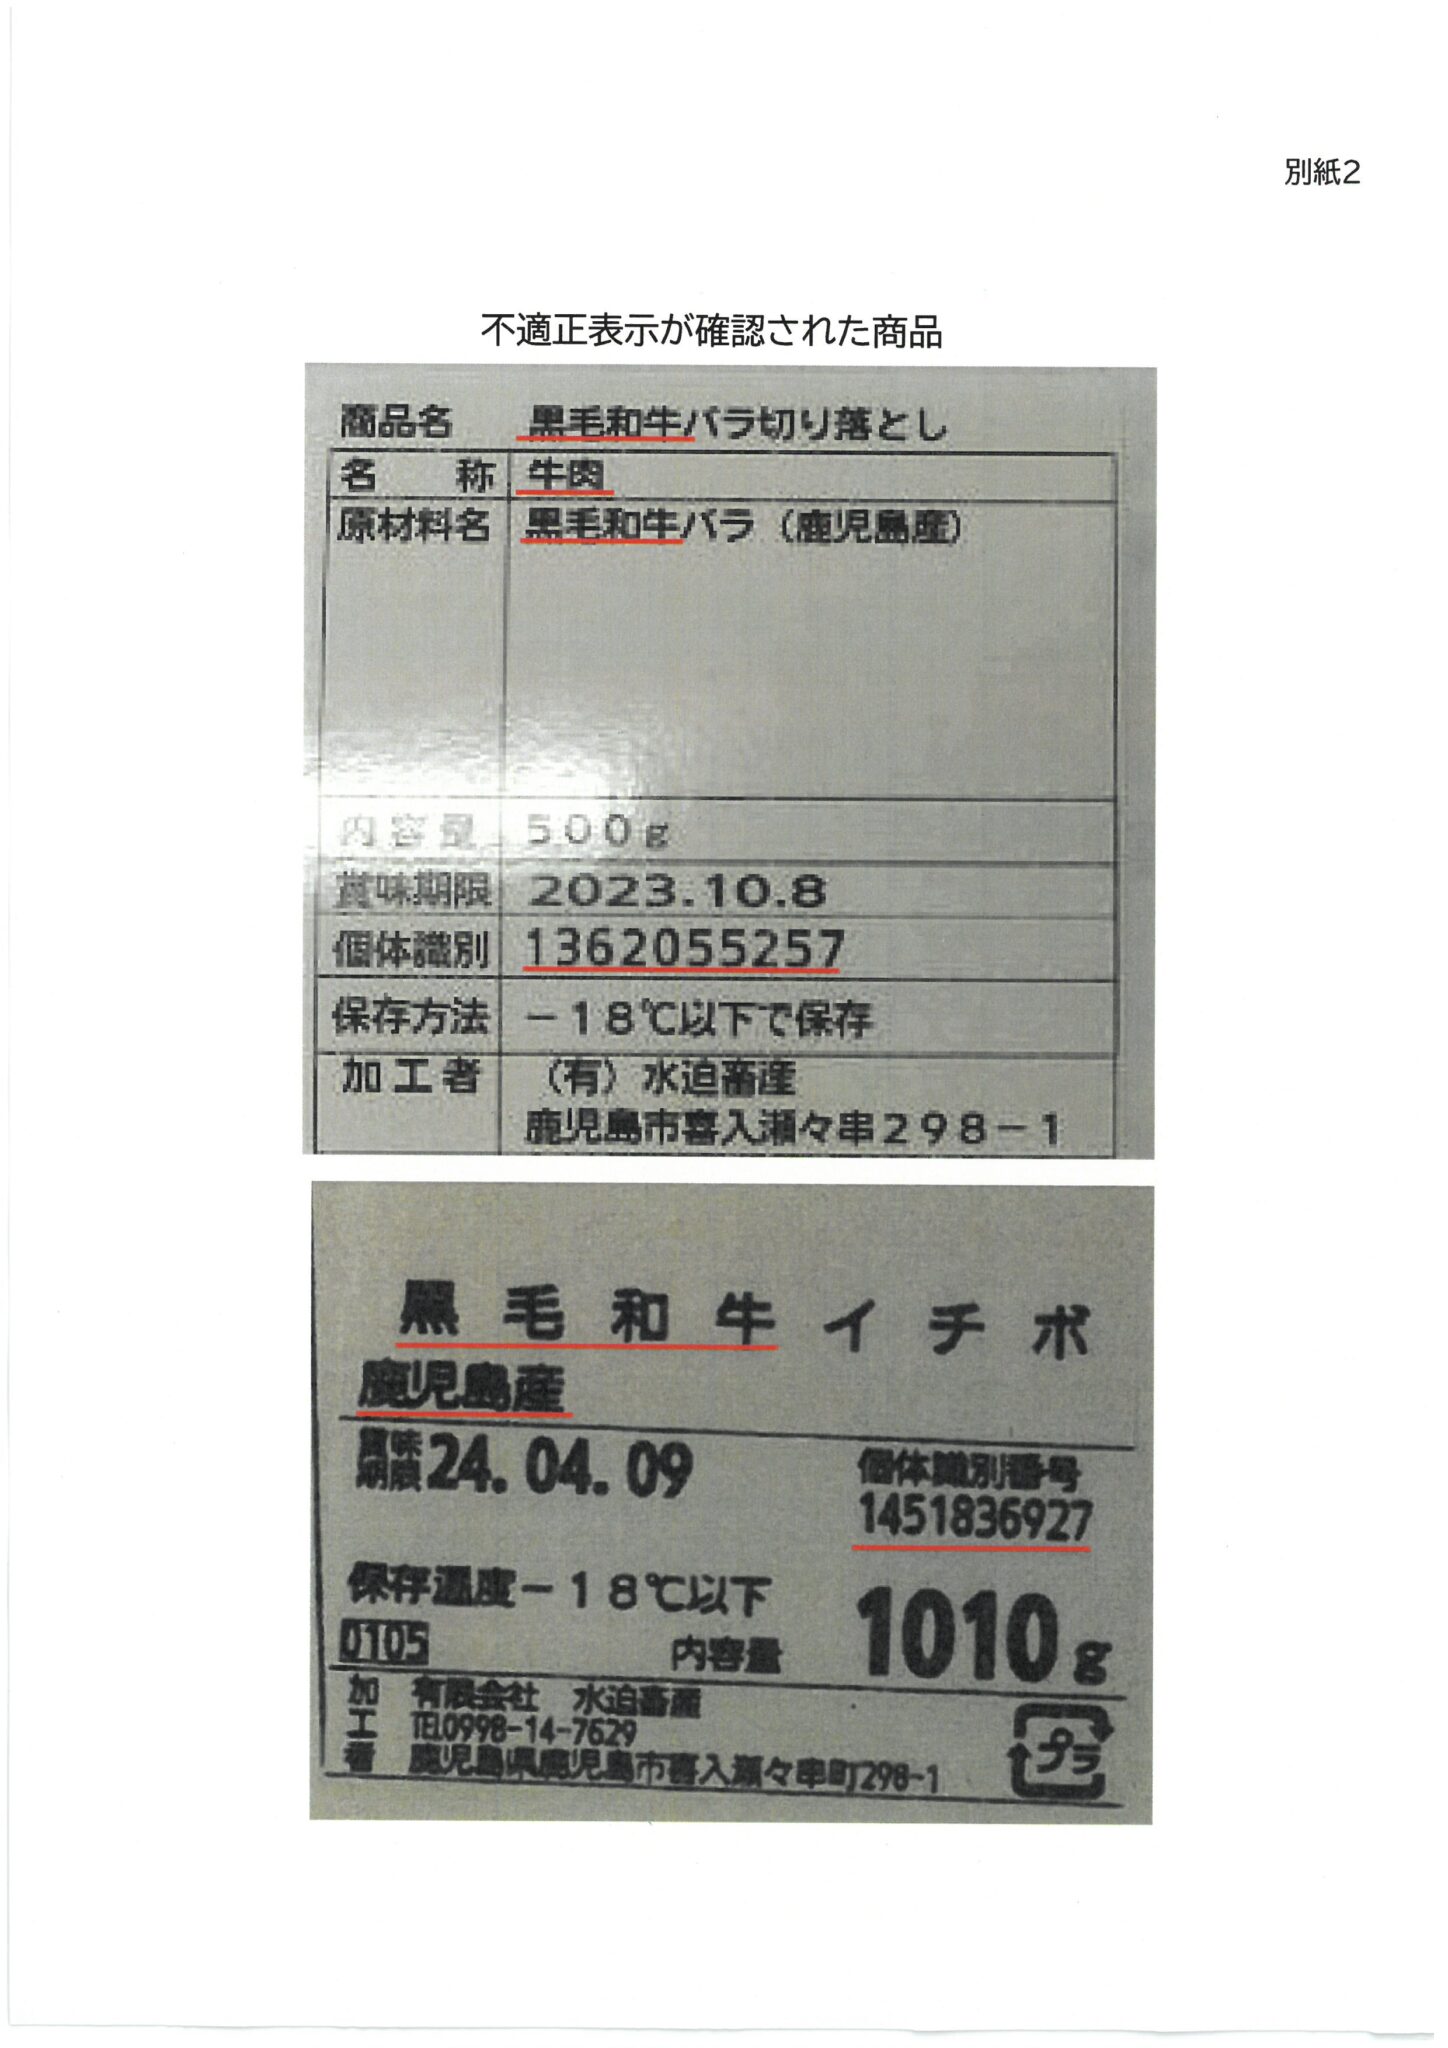 別紙2
不適正表示が確認された商品
商品名 黒毛和牛バラ切り落とし
名称 牛肉
原材料名 黒毛和牛バラ（鹿児島産）
内容量 500g
賞味期限 2023.10.8
個体識別 1362055257
保存方法 －18℃以下で保存
加工者 （有）水迫畜産
鹿児島市喜入瀬々串298－1
黒毛和牛イチボ
鹿児島産
賞味期限 24.04.09
個体識別番号
1451836927
保存温度－18℃以下
0105 内容量 1010g
加工者 有限会社 水迫畜産
TEL0998-14-7629
鹿児島県鹿児島市喜入瀬々串町298-1
プラ